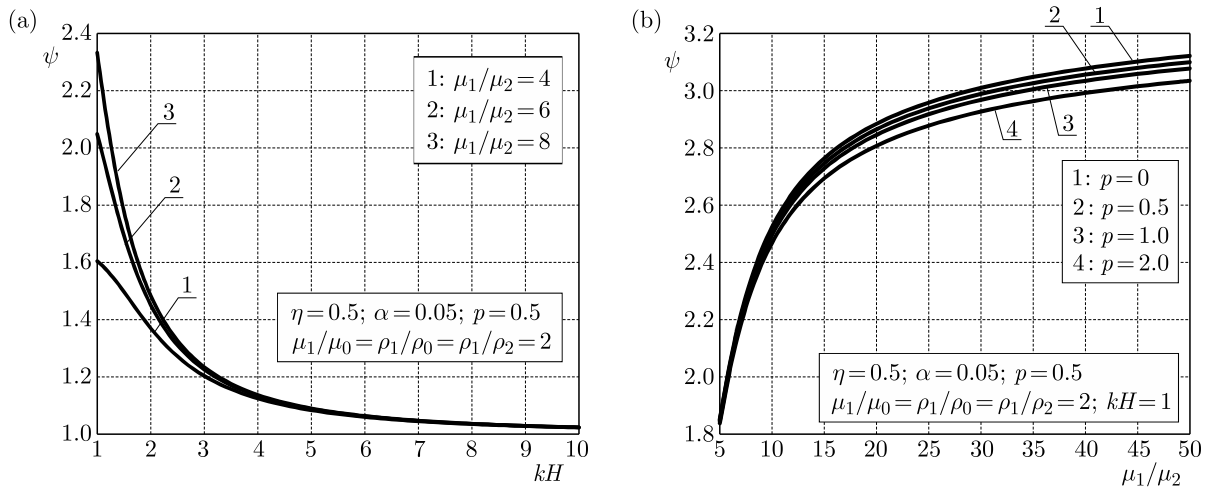 (a)
ψ
2.4
2.2
2.0
1.8
1.6
1.4
1.2
1.0
3
2
1
1: μ₁/μ₂=4
2: μ₁/μ₂=6
3: μ₁/μ₂=8
η=0.5; α=0.05; p=0.5
μ₁/μ₀=ρ₁/ρ₀=ρ₁/ρ₂=2
1 2 3 4 5 6 7 8 9 10
kH
(b)
ψ
3.2
3.0
2.8
2.6
2.4
2.2
2.0
1.8
2 1
4 3
1: p=0
2: p=0.5
3: p=1.0
4: p=2.0
η=0.5; α=0.05; p=0.5
μ₁/μ₀=ρ₁/ρ₀=ρ₁/ρ₂=2; kH=1
5 10 15 20 25 30 35 40 45 50
μ₁/μ₂